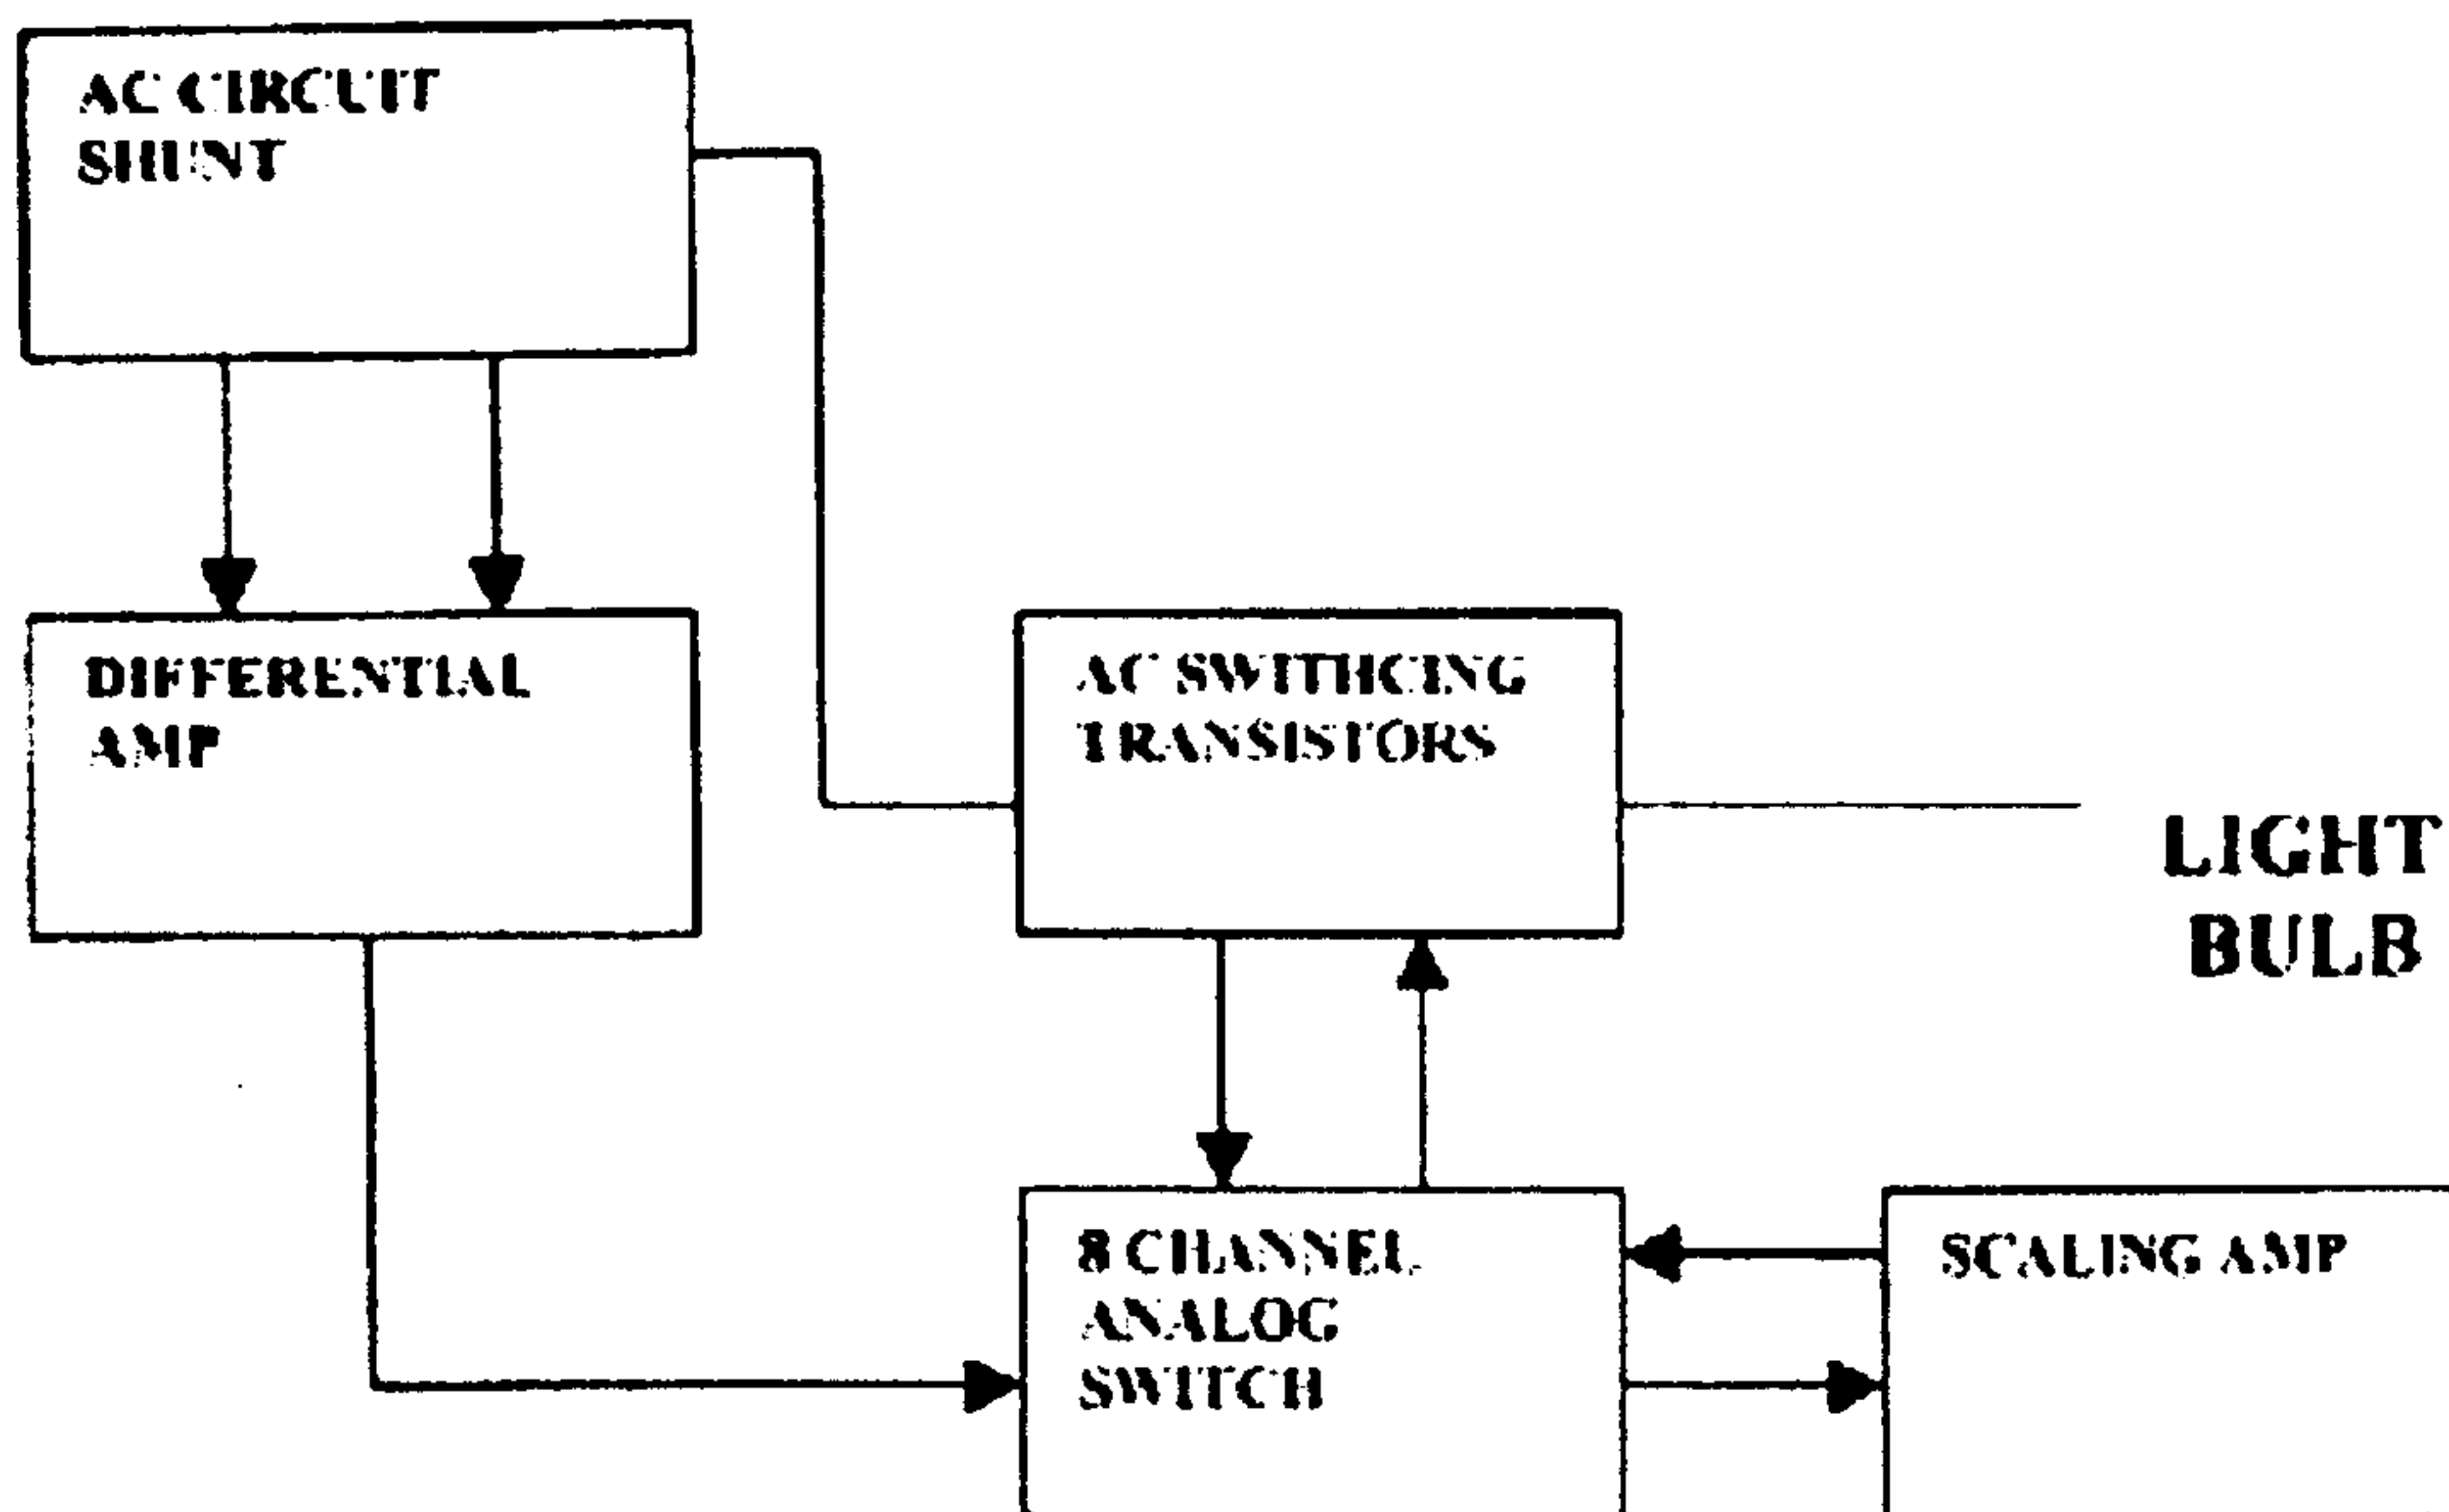 AC CIRCUIT
SHUNT
DIFFERENTIAL
AMP
AC SWITHCING
TRANSISTORS
LIGHT
BULB
8 CHANNEL
ANALOG
SWITCH
SCALING AMP